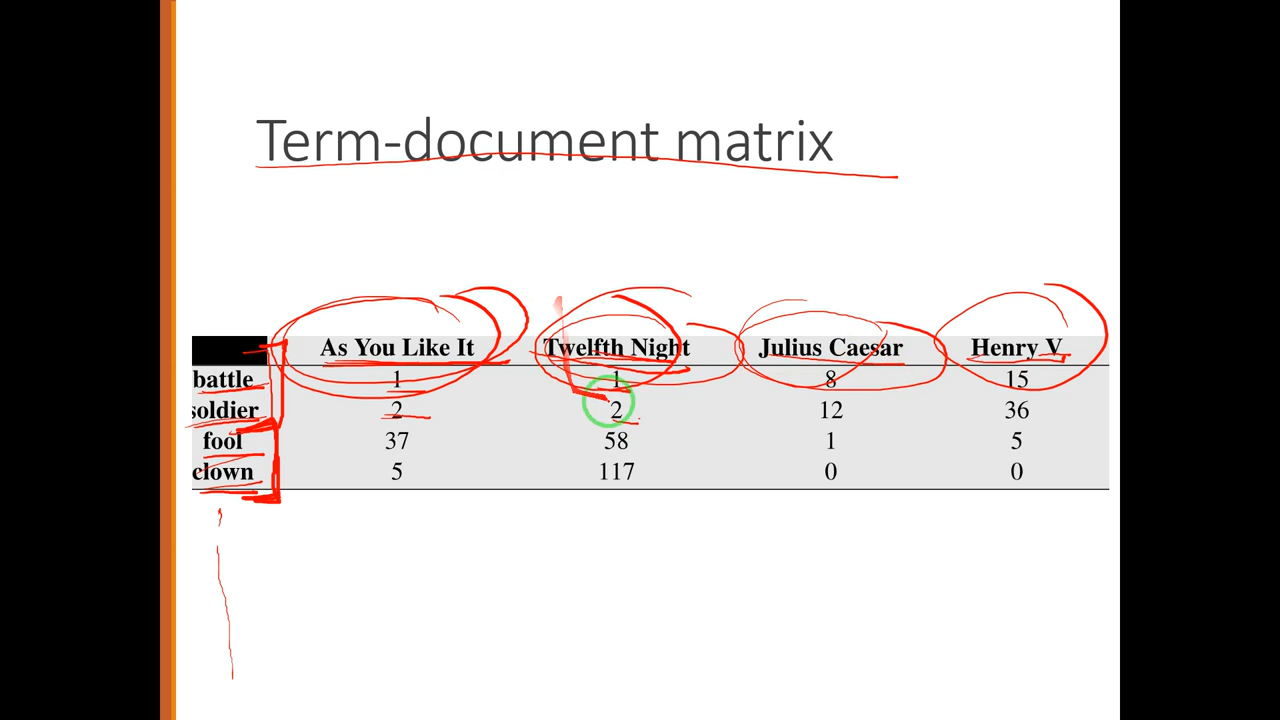 Term-document matrix
As You Like It Twelfth Night Julius Caesar Henry V
battle 1 1 8 15
soldier 2 2 12 36
fool 37 58 1 5
clown 5 117 0 0